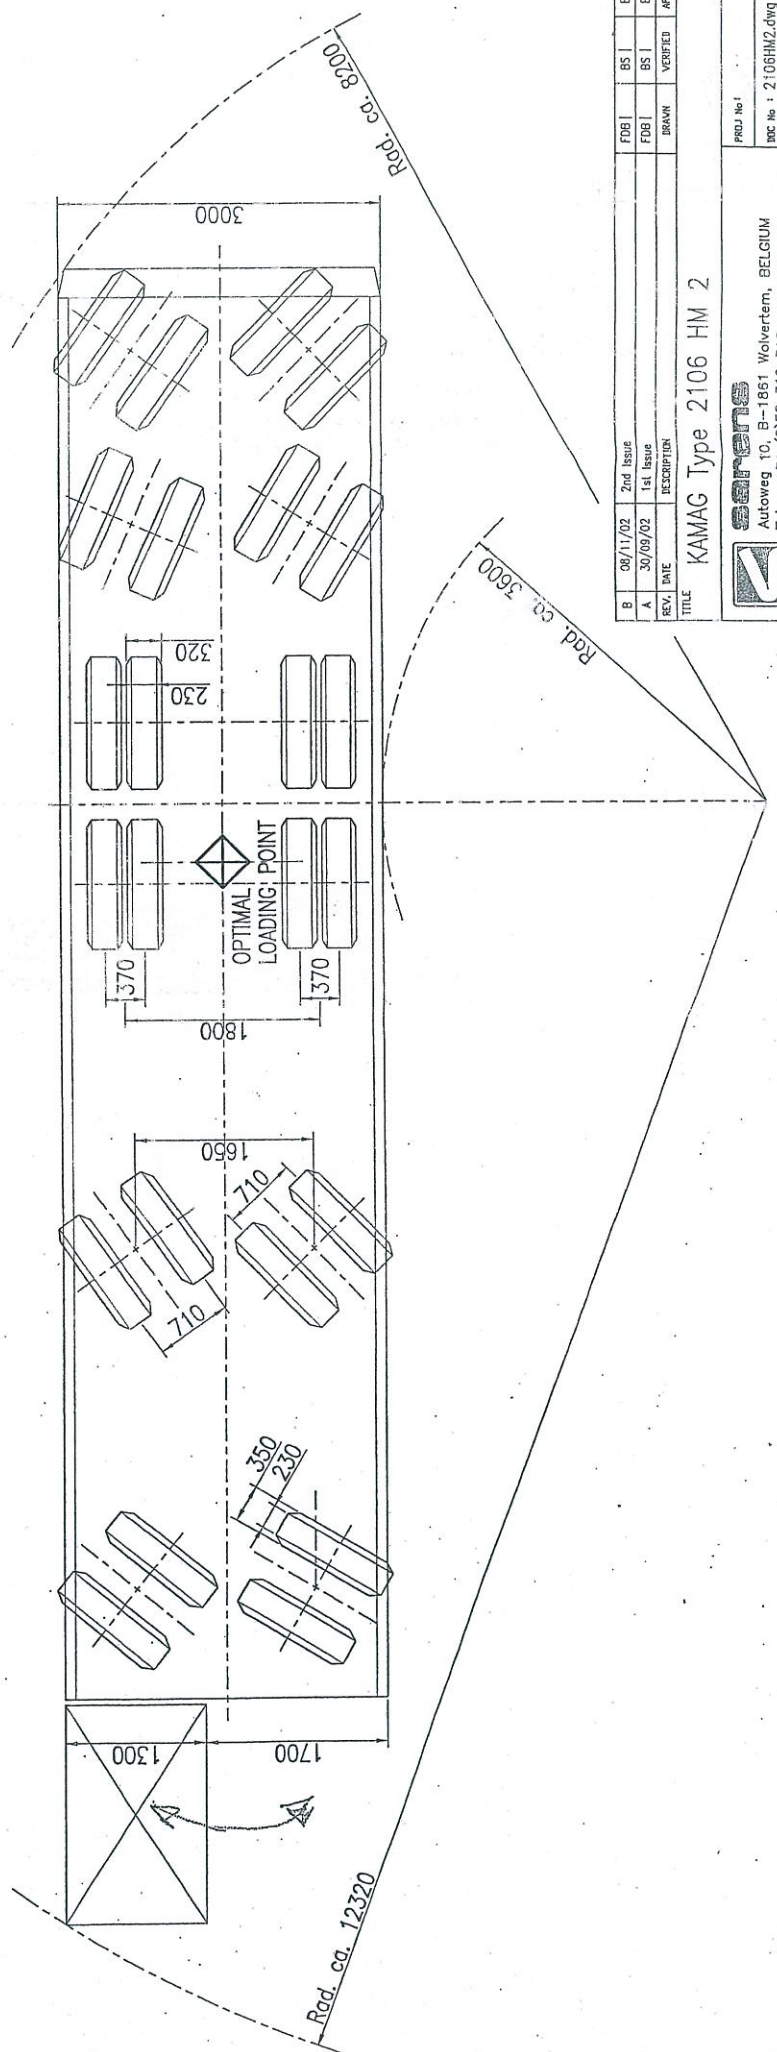 Rad. ca. 8200
3000
320
230
Rad. ca. 3600
OPTIMAL
LOADING POINT
370
370
1800
1650
710
710
350
230
1300
1700
Rad. ca. 12320
B 08/11/02 2nd Issue FDB BS
A 30/09/02 1st Issue FDB BS
REV. DATE DESCRIPTION DRAWN VERIFIED
TITLE
KAMAG Type 2106 HM 2
sarens
Autoweg 10, B-1861 Wolvertem, BELGIUM
PROJ No
DOC No : 2106HM2.dwg